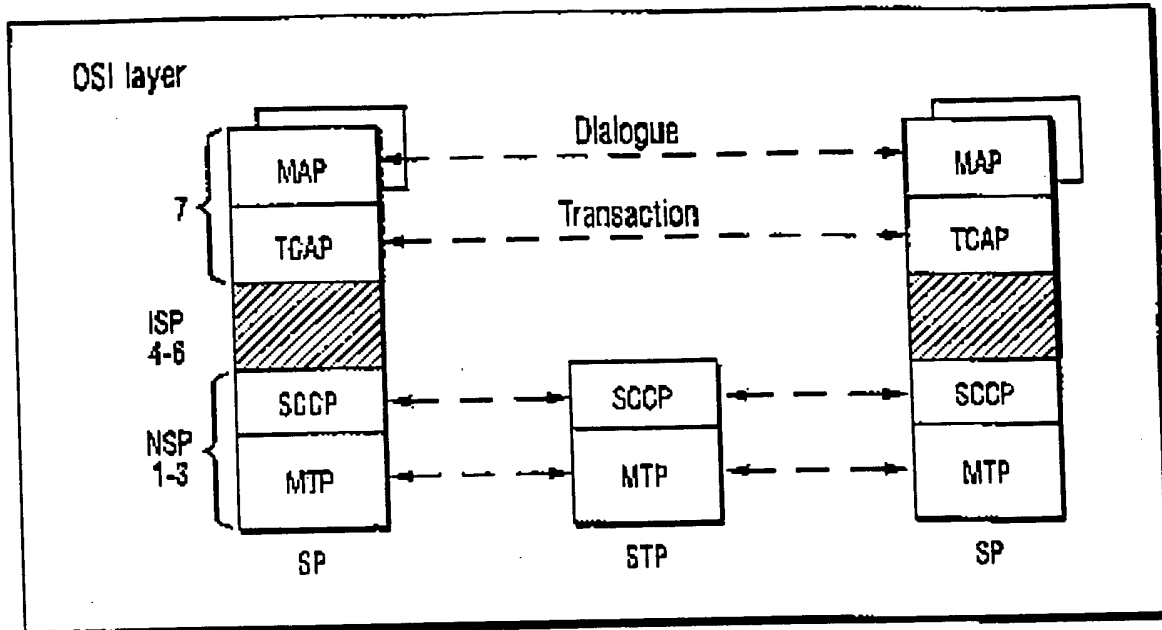 OSI layer
Dialogue
MAP
MAP
7
Transaction
TCAP
TCAP
ISP
4-6
SCCP
SCCP
SCCP
NSP
1-3
MTP
MTP
MTP
SP
STP
SP